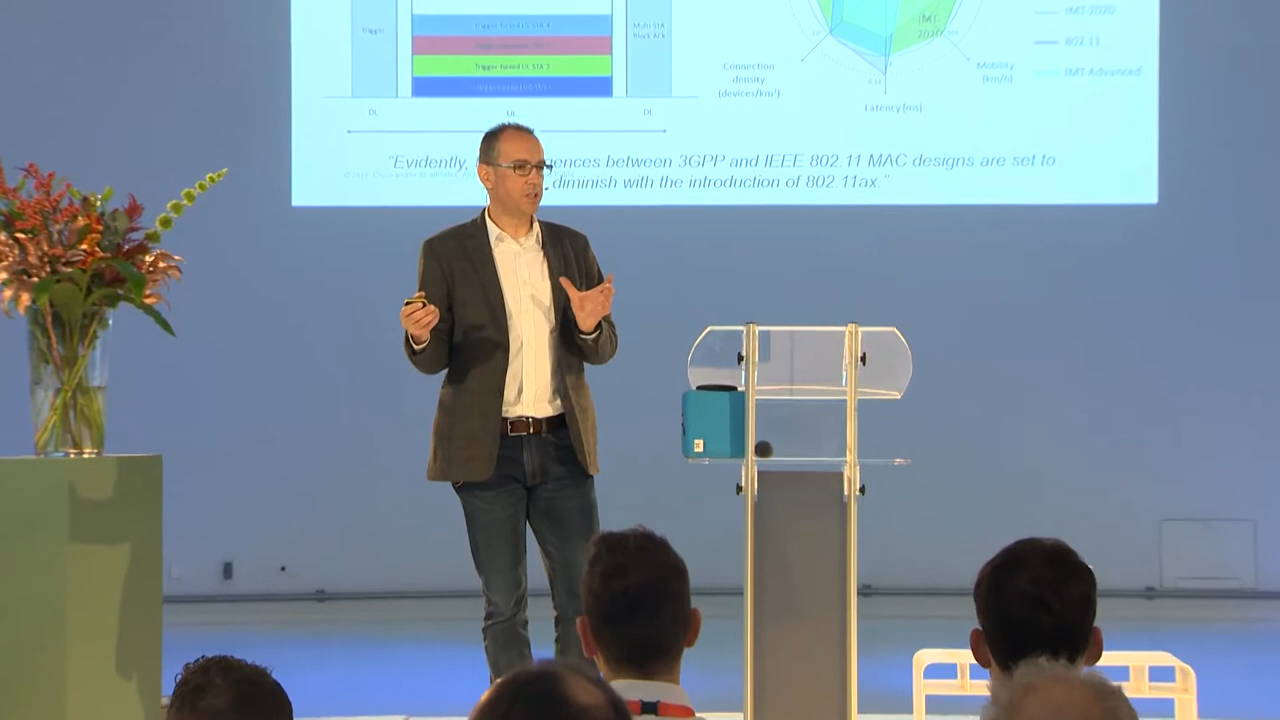 Trigger
Trigger-based UL STA 4
Trigger-based UL STA 2
Multi STA
Block Ack
DL
UL
DL
IMT-
2020
Connection
density
(devices/km²)
Latency (ms)
Mobility
(km/h)
IMT-2020
802.11
IMT-Advanced
"Evidently, ences between 3GPP and IEEE 802.11 MAC designs are set to
diminish with the introduction of 802.11ax."